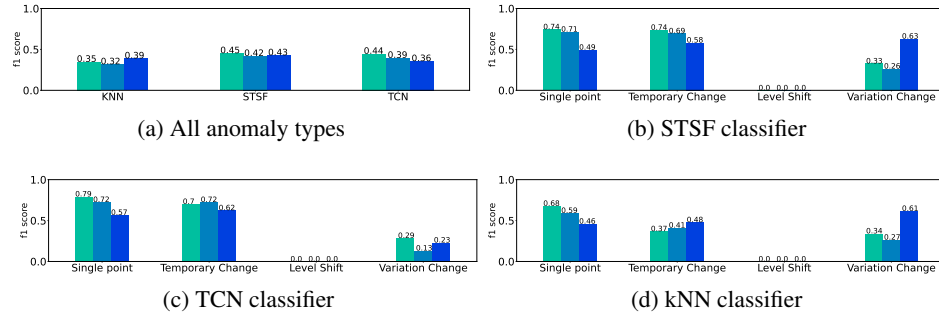 1.0
0.5
0.0
f1 score
0.35 0.32 0.39
0.45 0.42 0.43
0.44 0.39 0.36
KNN STSF TCN
(a) All anomaly types
1.0
0.5
0.0
f1 score
0.74 0.71 0.49
0.74 0.69 0.58
0.0 0.0 0.0
0.33 0.26 0.63
Single point Temporary Change Level Shift Variation Change
(b) STSF classifier
1.0
0.5
0.0
f1 score
0.79 0.72 0.57
0.7 0.72 0.62
0.0 0.0 0.0
0.29 0.13 0.23
Single point Temporary Change Level Shift Variation Change
(c) TCN classifier
1.0
0.5
0.0
f1 score
0.68 0.59 0.46
0.37 0.41 0.48
0.0 0.0 0.0
0.34 0.27 0.61
Single point Temporary Change Level Shift Variation Change
(d) kNN classifier